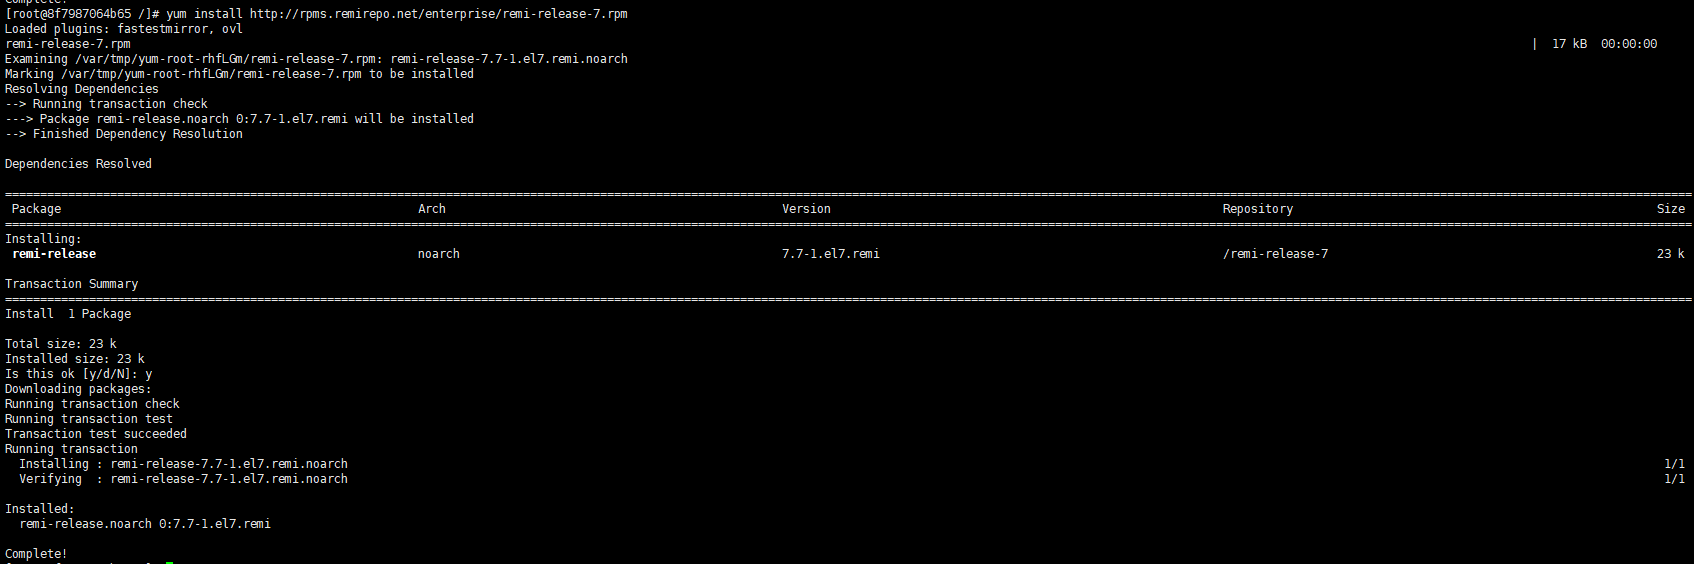 Complete!
[root@8f7987064b65 /]# yum install http://rpms.remirepo.net/enterprise/remi-release-7.rpm
Loaded plugins: fastestmirror, ovl
remi-release-7.rpm | 17 kB 00:00:00
Examining /var/tmp/yum-root-rhfLGm/remi-release-7.rpm: remi-release-7.7-1.el7.remi.noarch
Marking /var/tmp/yum-root-rhfLGm/remi-release-7.rpm to be installed
Resolving Dependencies
--> Running transaction check
---> Package remi-release.noarch 0:7.7-1.el7.remi will be installed
--> Finished Dependency Resolution
Dependencies Resolved
Package Arch Version Repository Size
Installing:
remi-release noarch 7.7-1.el7.remi /remi-release-7 23 k
Transaction Summary
Install 1 Package
Total size: 23 k
Installed size: 23 k
Is this ok [y/d/N]: y
Downloading packages:
Running transaction check
Running transaction test
Transaction test succeeded
Running transaction
Installing : remi-release-7.7-1.el7.remi.noarch 1/1
Verifying : remi-release-7.7-1.el7.remi.noarch 1/1
Installed:
remi-release.noarch 0:7.7-1.el7.remi
Complete!